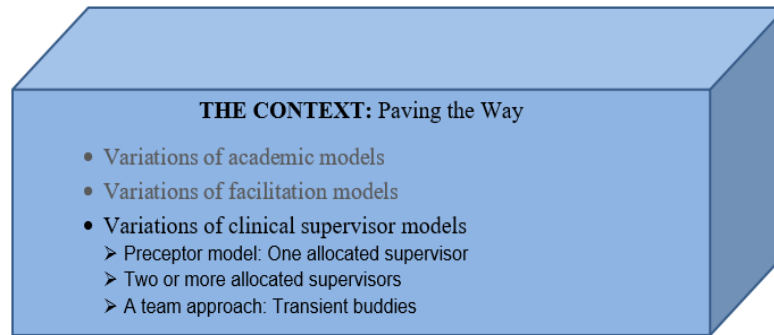 THE CONTEXT: Paving the Way
• Variations of academic models
• Variations of facilitation models
• Variations of clinical supervisor models
➢ Preceptor model: One allocated supervisor
➢ Two or more allocated supervisors
➢ A team approach: Transient buddies